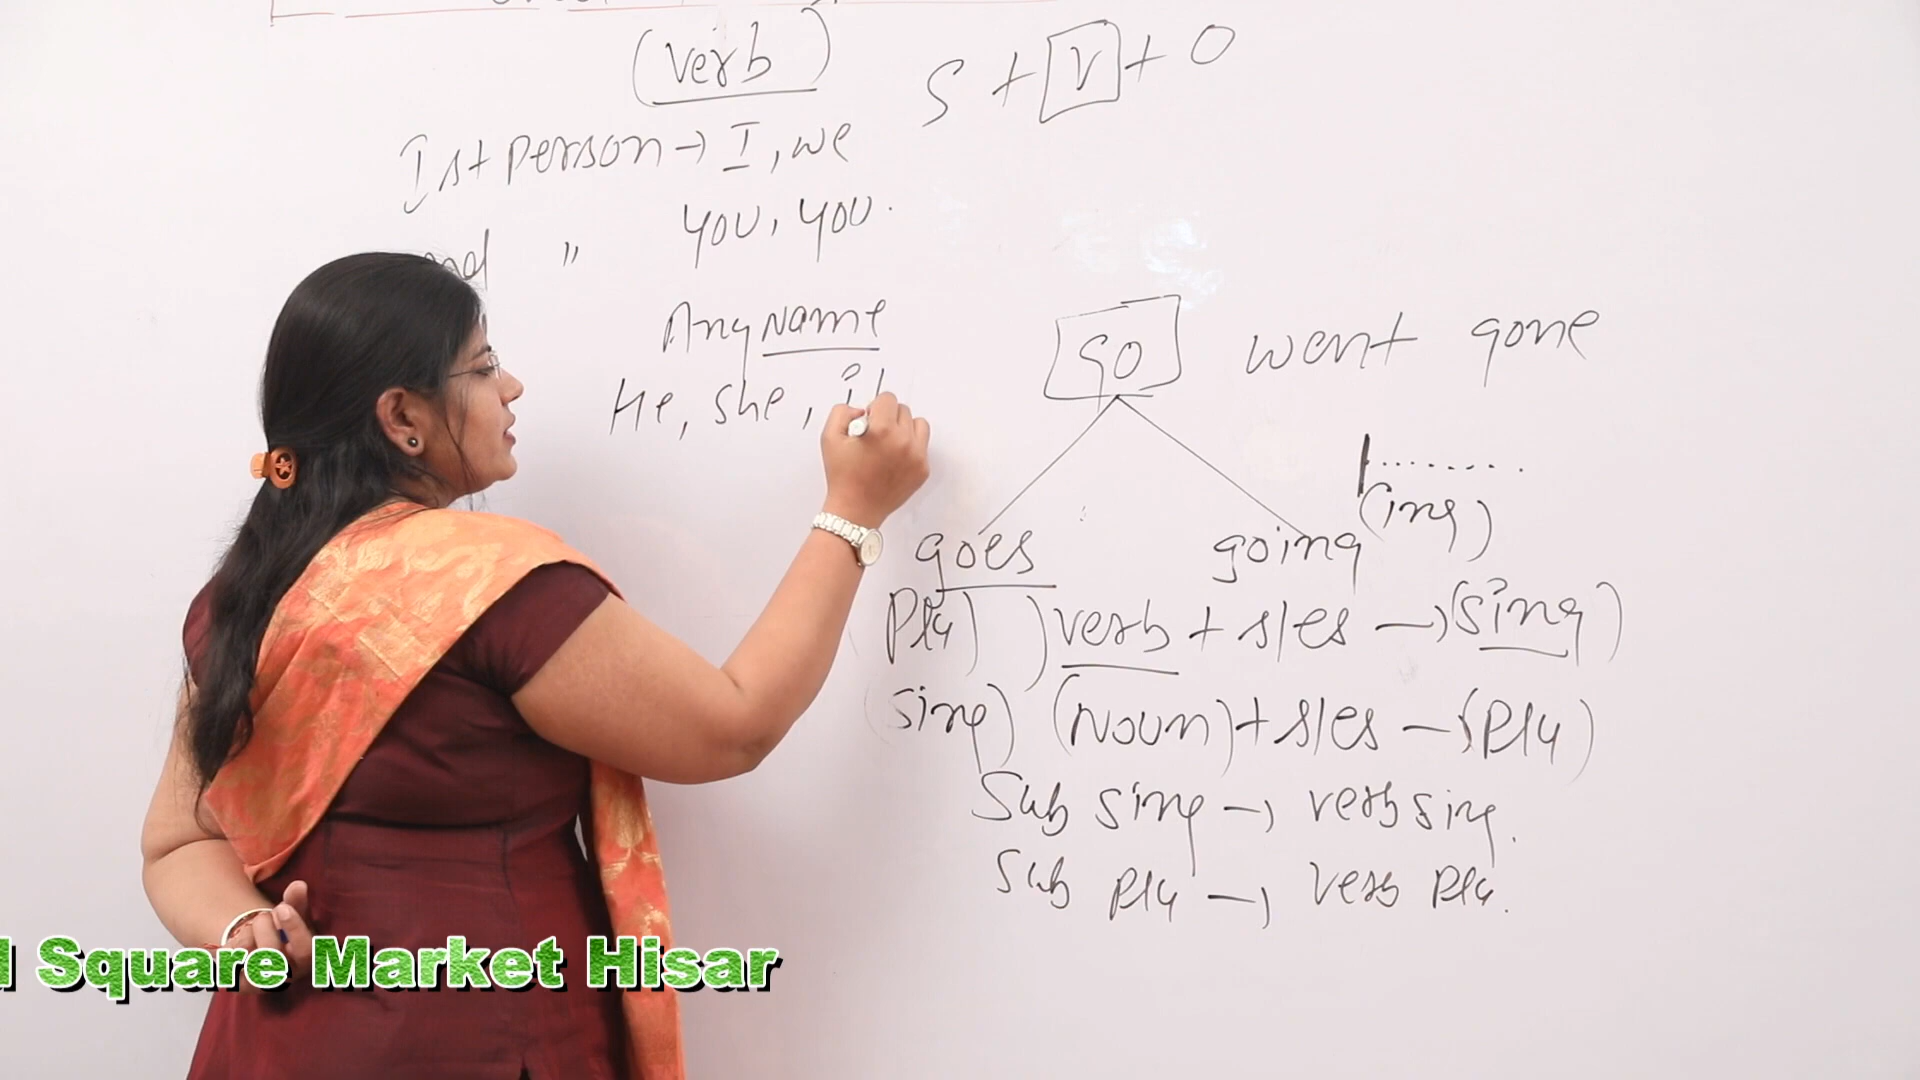 (verb)
S + V + O
Ist person → I, we
nd " you, you.
Any Name
He, she, it
go went gone
goes going (ing)
Plu) verb + s/es → (sing)
(sing) (Noun) + s/es → (Plu)
Sub sing → verb sing.
Sub Plu → verb Plu.
Square Market Hisar